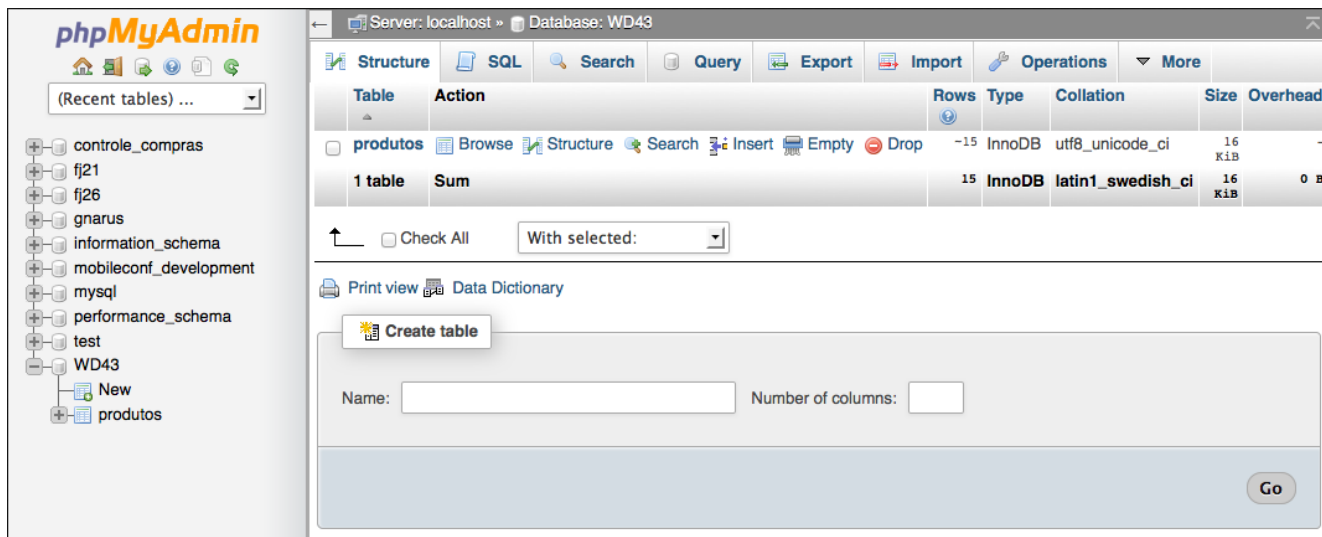 phpMyAdmin
(Recent tables) ...
controle_compras
fj21
fj26
gnarus
information_schema
mobileconf_development
mysql
performance_schema
test
WD43
New
produtos
Server: localhost » Database: WD43
Structure SQL Search Query Export Import Operations More
Table Action Rows Type Collation Size Overhead
produtos Browse Structure Search Insert Empty Drop ~15 InnoDB utf8_unicode_ci 16 KiB -
1 table Sum 15 InnoDB latin1_swedish_ci 16 KiB 0 B
Check All With selected:
Print view Data Dictionary
Create table
Name: Number of columns:
Go